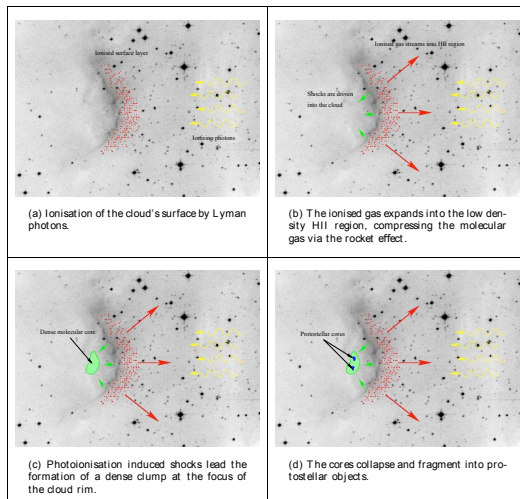 Ionised surface layer
Ionising photons
(a) Ionisation of the cloud's surface by Lyman
photons.
Ionised gas streams into HII region
Shocks are driven
into the cloud
(b) The ionised gas expands into the low den-
sity HII region, compressing the molecular
gas via the rocket effect.
Dense molecular core
(c) Photoionisation induced shocks lead the
formation of a dense clump at the focus of
the cloud rim.
Protostellar cores
(d) The cores collapse and fragment into pro-
tostellar objects.